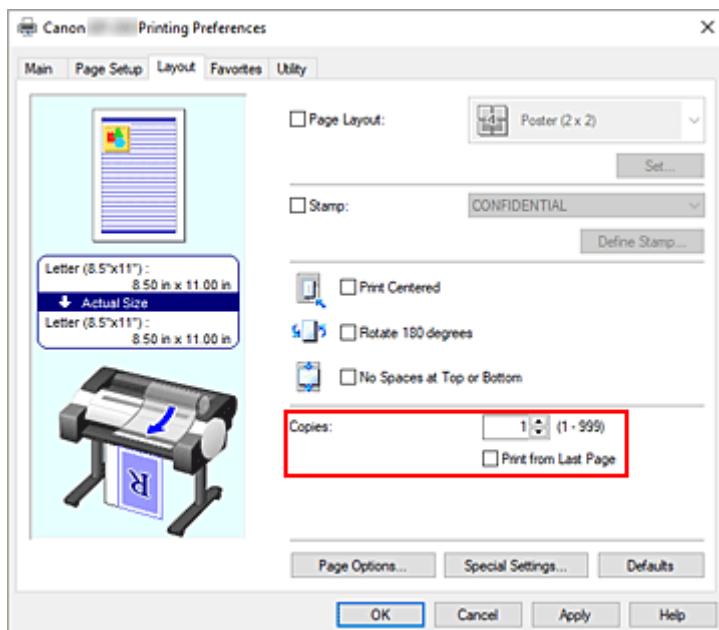 Canon Printing Preferences
Main Page Setup Layout Favorites Utility
Page Layout: Poster (2 x 2)
Set...
Stamp: CONFIDENTIAL
Define Stamp...
Letter (8.5"x11") :
8.50 in x 11.00 in
Actual Size
Letter (8.5"x11") :
8.50 in x 11.00 in
Print Centered
Rotate 180 degrees
No Spaces at Top or Bottom
Copies: 1 (1 - 999)
Print from Last Page
R
Page Options... Special Settings... Defaults
OK Cancel Apply Help